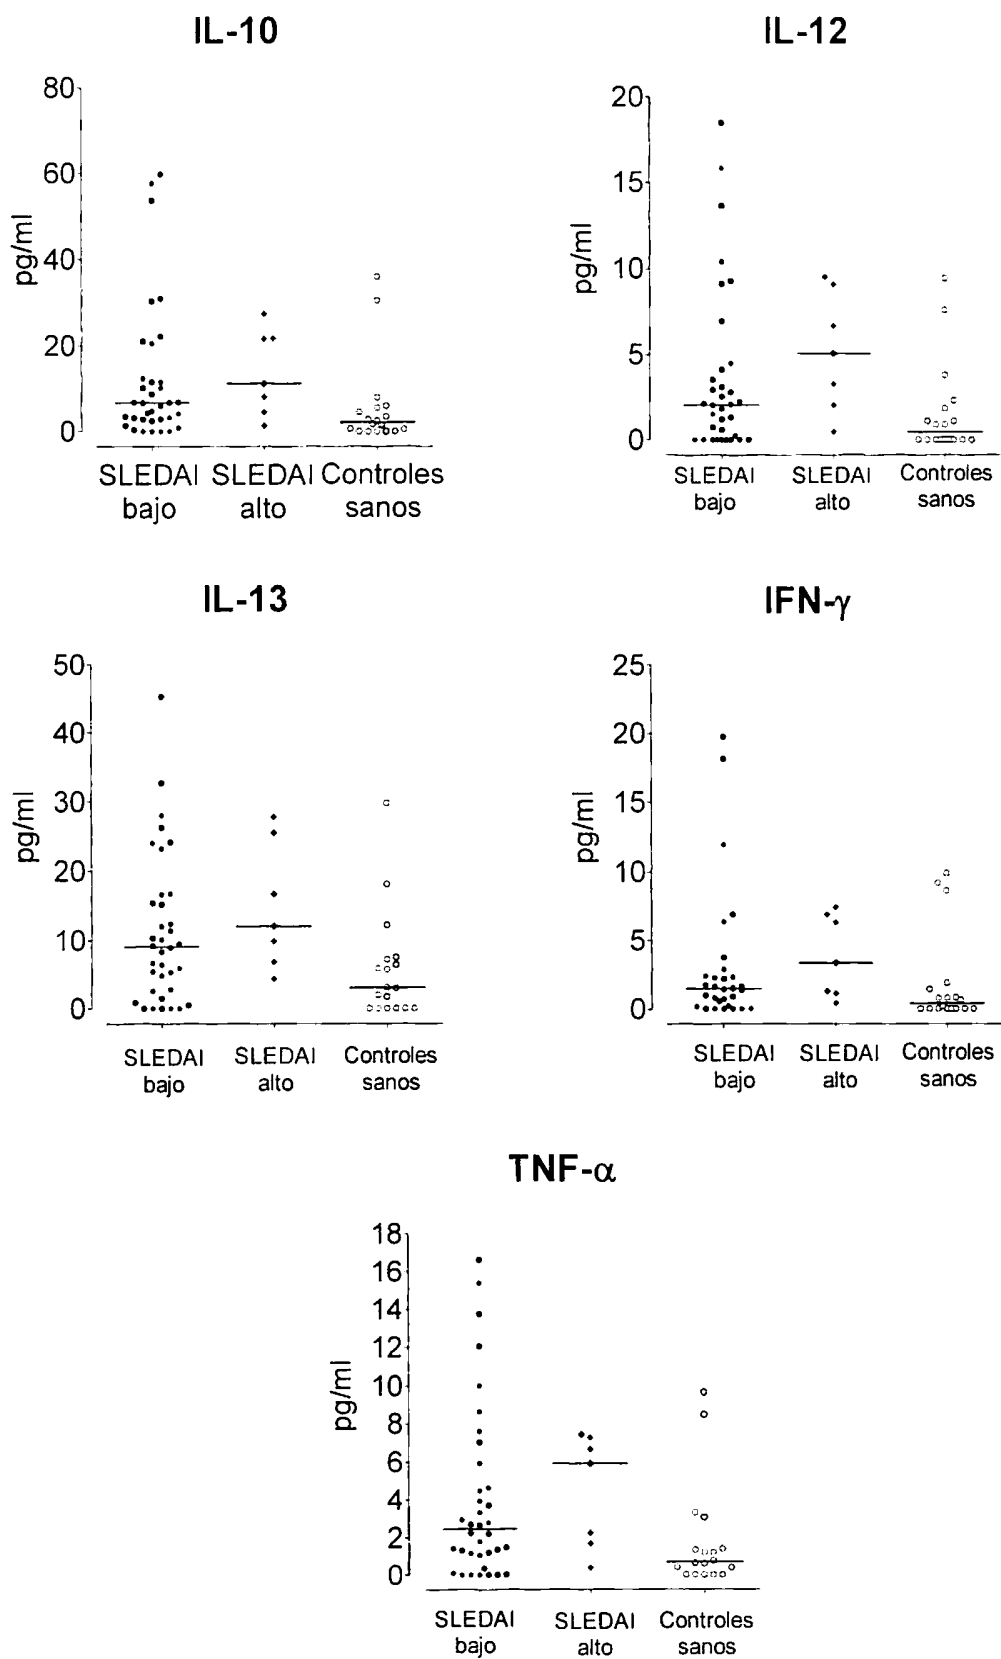 IL-10
80
60
40
20
0
pg/ml
SLEDAI SLEDAI Controles
bajo alto sanos
IL-12
20
15
10
5
0
pg/ml
SLEDAI SLEDAI Controles
bajo alto sanos
IL-13
50
40
30
20
10
0
pg/ml
SLEDAI SLEDAI Controles
bajo alto sanos
IFN-γ
25
20
15
10
5
0
pg/ml
SLEDAI SLEDAI Controles
bajo alto sanos
TNF-α
18
16
14
12
10
8
6
4
2
0
pg/ml
SLEDAI SLEDAI Controles
bajo alto sanos